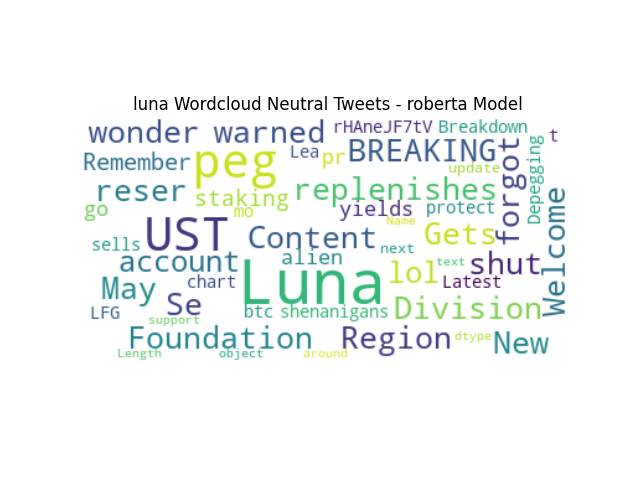 luna Wordcloud Neutral Tweets - roberta Model
wonder warned rHAneJF7tV Breakdown t
Remember peg Lea pr BREAKING update forgot Depegging
reser staking replenishes
go mo yields protect Name
sells UST Content Gets Welcome
alien next
account Luna lol text shut
May Se chart Latest
LFG btc shenanigans Division
support
Foundation Region dtype New
Length object around